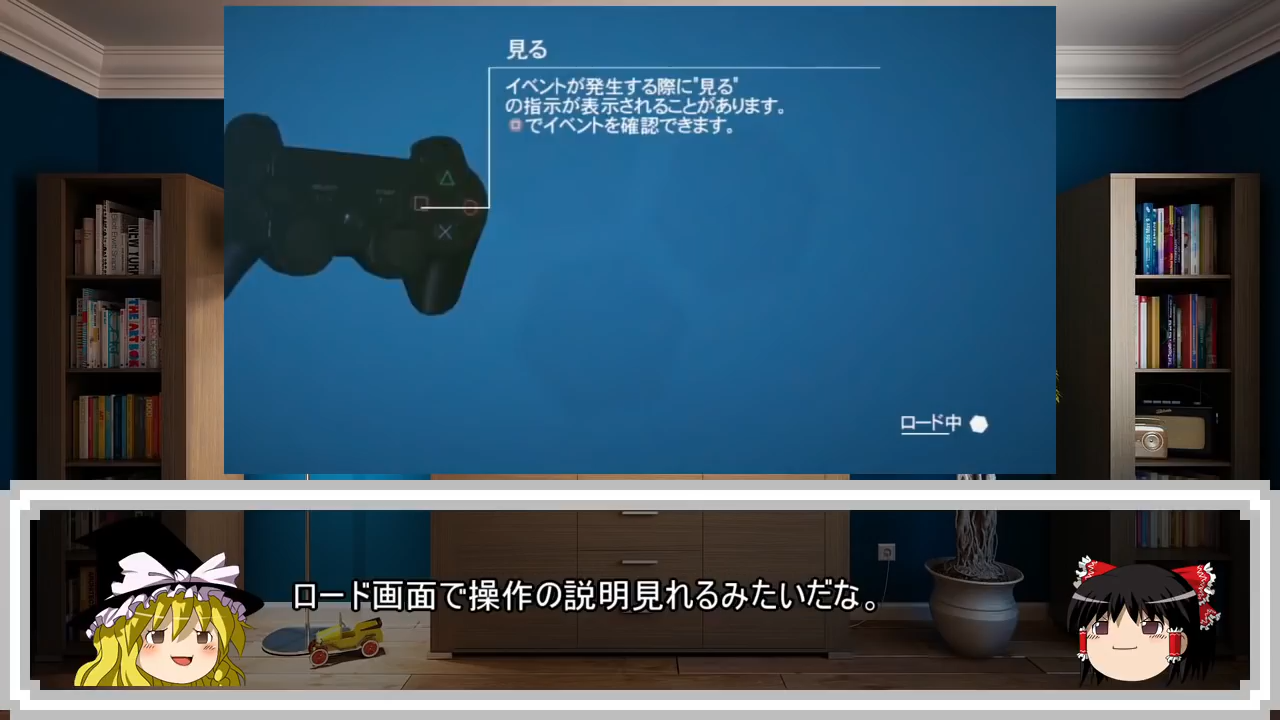 見る
イベントが発生する際に"見る"
の指示が表示されることがあります。
□でイベントを確認できます。
ロード中
ロード画面で操作の説明見れるみたいだな。